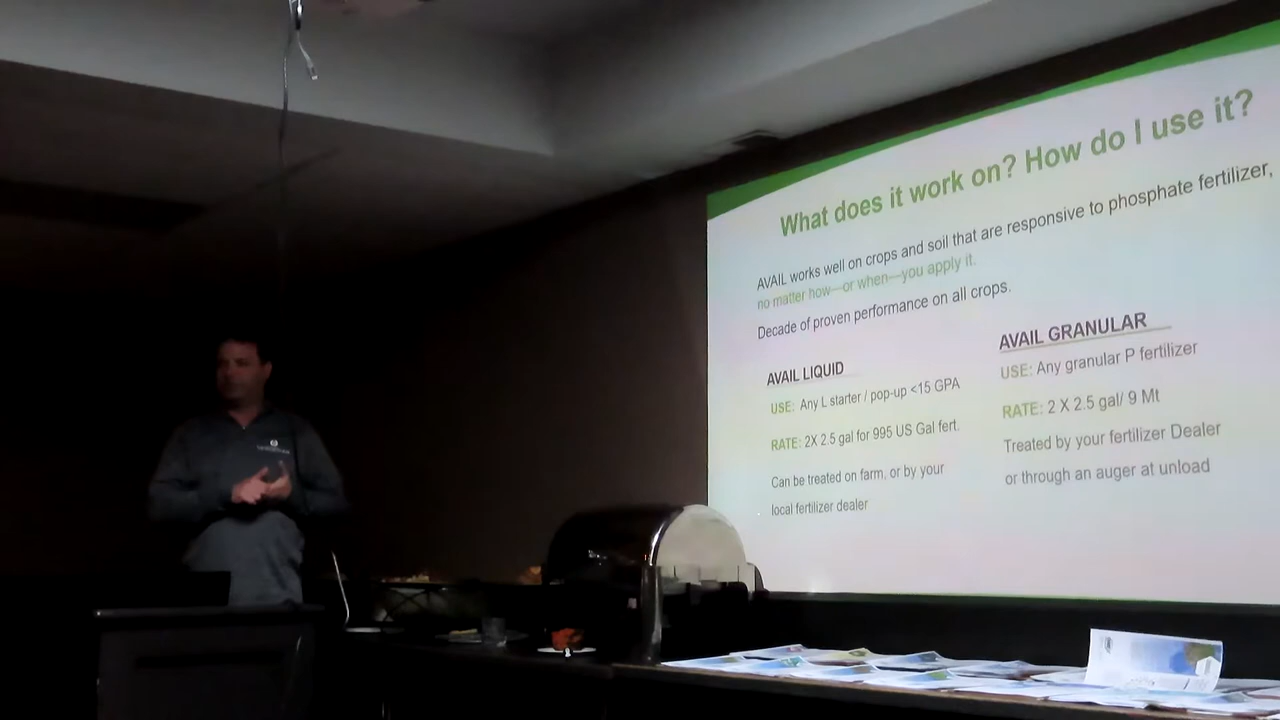 What does it work on? How do I use it?
AVAIL works well on crops and soil that are responsive to phosphate fertilizer,
no matter how—or when—you apply it.
Decade of proven performance on all crops.
AVAIL LIQUID
USE: Any L starter / pop-up <15 GPA
RATE: 2X 2.5 gal for 995 US Gal fert.
Can be treated on farm, or by your
local fertilizer dealer
AVAIL GRANULAR
USE: Any granular P fertilizer
RATE: 2 X 2.5 gal/ 9 Mt
Treated by your fertilizer Dealer
or through an auger at unload